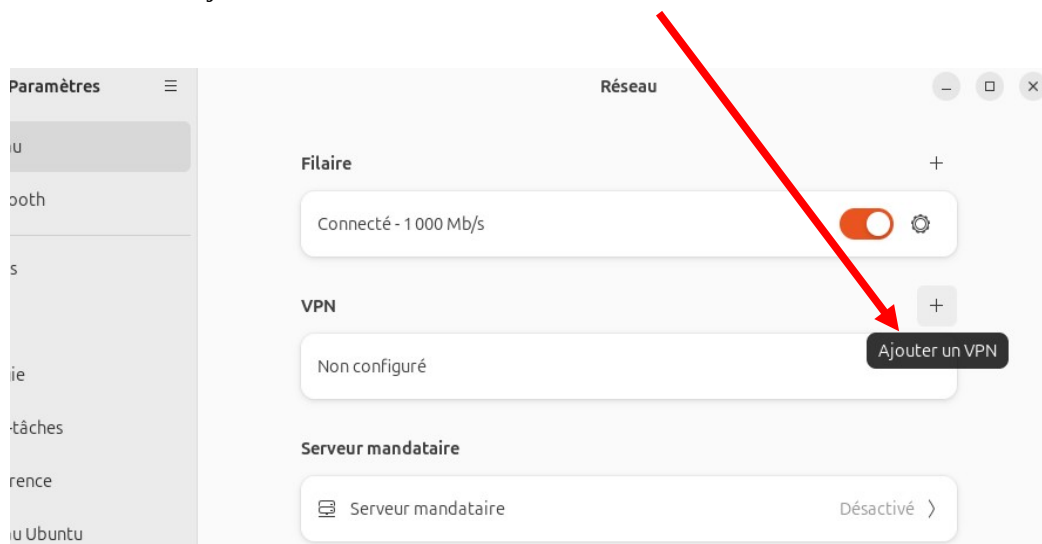 Paramètres
Réseau
Filaire
Connecté - 1 000 Mb/s
VPN
Ajouter un VPN
Non configuré
Serveur mandataire
Serveur mandataire
Désactivé
ooth
s
ie
-tâches
rence
u Ubuntu